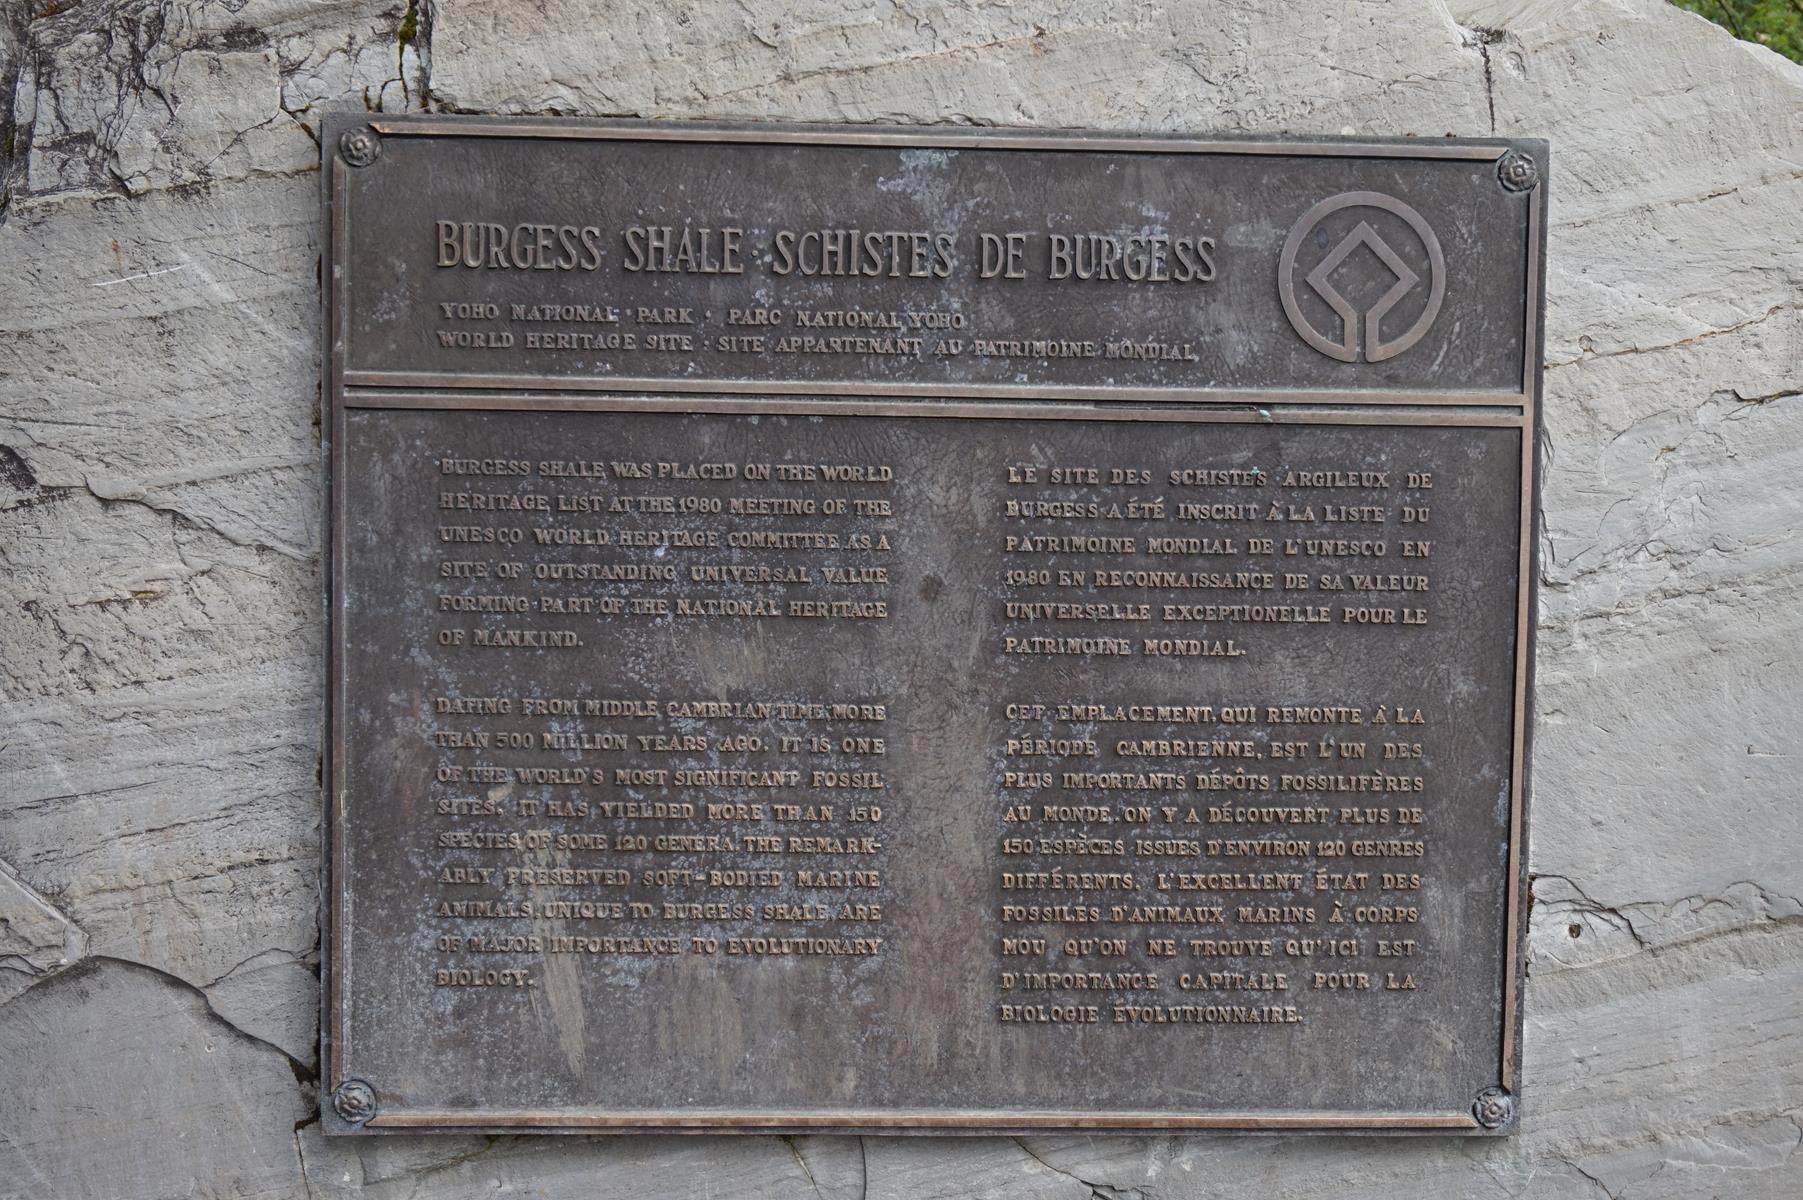 BURGESS SHALE · SCHISTES DE BURGESS
YOHO NATIONAL PARK · PARC NATIONAL YOHO
WORLD HERITAGE SITE · SITE APPARTENANT AU PATRIMOINE MONDIAL
BURGESS SHALE WAS PLACED ON THE WORLD
HERITAGE LIST AT THE 1980 MEETING OF THE
UNESCO WORLD HERITAGE COMMITTEE AS A
SITE OF OUTSTANDING UNIVERSAL VALUE
FORMING PART OF THE NATIONAL HERITAGE
OF MANKIND.
DATING FROM MIDDLE CAMBRIAN TIME MORE
THAN 500 MILLION YEARS AGO. IT IS ONE
OF THE WORLD'S MOST SIGNIFICANT FOSSIL
SITES. IT HAS YIELDED MORE THAN 150
SPECIES OF SOME 120 GENERA. THE REMARK-
ABLY PRESERVED SOFT-BODIED MARINE
ANIMALS, UNIQUE TO BURGESS SHALE, ARE
OF MAJOR IMPORTANCE TO EVOLUTIONARY
BIOLOGY.
LE SITE DES SCHISTES ARGILEUX DE
BURGESS A ÉTÉ INSCRIT À LA LISTE DU
PATRIMOINE MONDIAL DE L'UNESCO EN
1980 EN RECONNAISSANCE DE SA VALEUR
UNIVERSELLE EXCEPTIONELLE POUR LE
PATRIMOINE MONDIAL.
CET EMPLACEMENT, QUI REMONTE À LA
PÉRIODE CAMBRIENNE, EST L'UN DES
PLUS IMPORTANTS DÉPÔTS FOSSILIFÈRES
AU MONDE. ON Y A DÉCOUVERT PLUS DE
150 ESPÈCES ISSUES D'ENVIRON 120 GENRES
DIFFÉRENTS. L'EXCELLENT ÉTAT DES
FOSSILES D'ANIMAUX MARINS À CORPS
MOU QU'ON NE TROUVE QU'ICI EST
D'IMPORTANCE CAPITALE POUR LA
BIOLOGIE ÉVOLUTIONNAIRE.